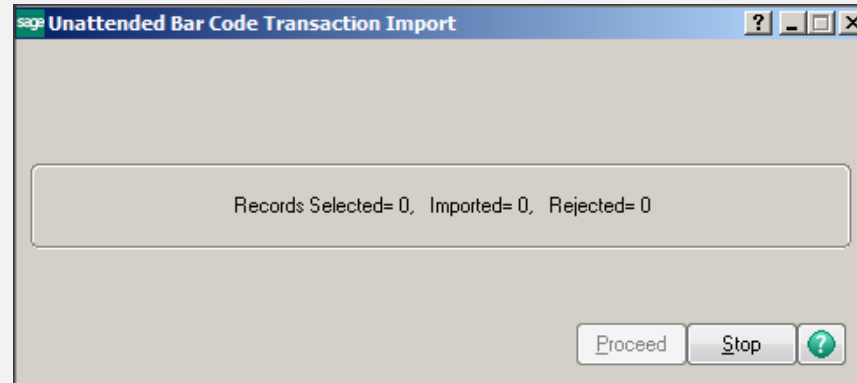 sage Unattended Bar Code Transaction Import ?
Records Selected= 0, Imported= 0, Rejected= 0
Proceed Stop ?